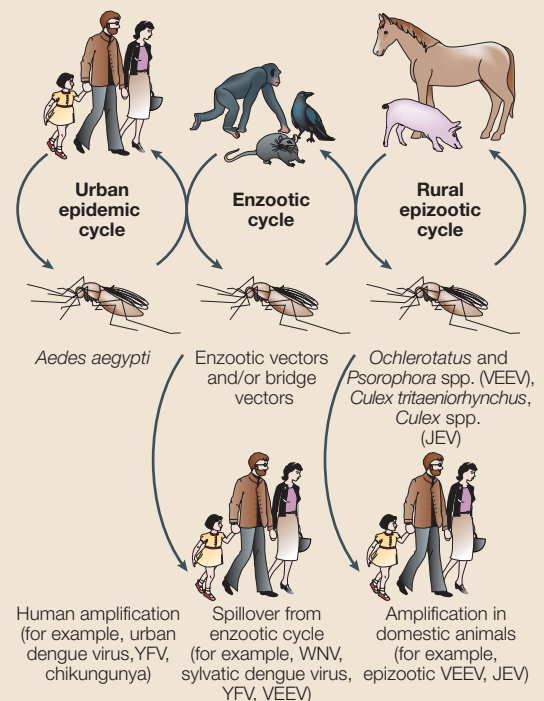 Urban
epidemic
cycle
Enzootic
cycle
Rural
epizootic
cycle
Aedes aegypti
Enzootic vectors
and/or bridge
vectors
Ochlerotatus and
Psorophora spp. (VEEV),
Culex tritaeniorhynchus,
Culex spp.
(JEV)
Human amplification
(for example, urban
dengue virus,YFV,
chikungunya)
Spillover from
enzootic cycle
(for example, WNV,
sylvatic dengue virus,
YFV, VEEV)
Amplification in
domestic animals
(for example,
epizootic VEEV, JEV)